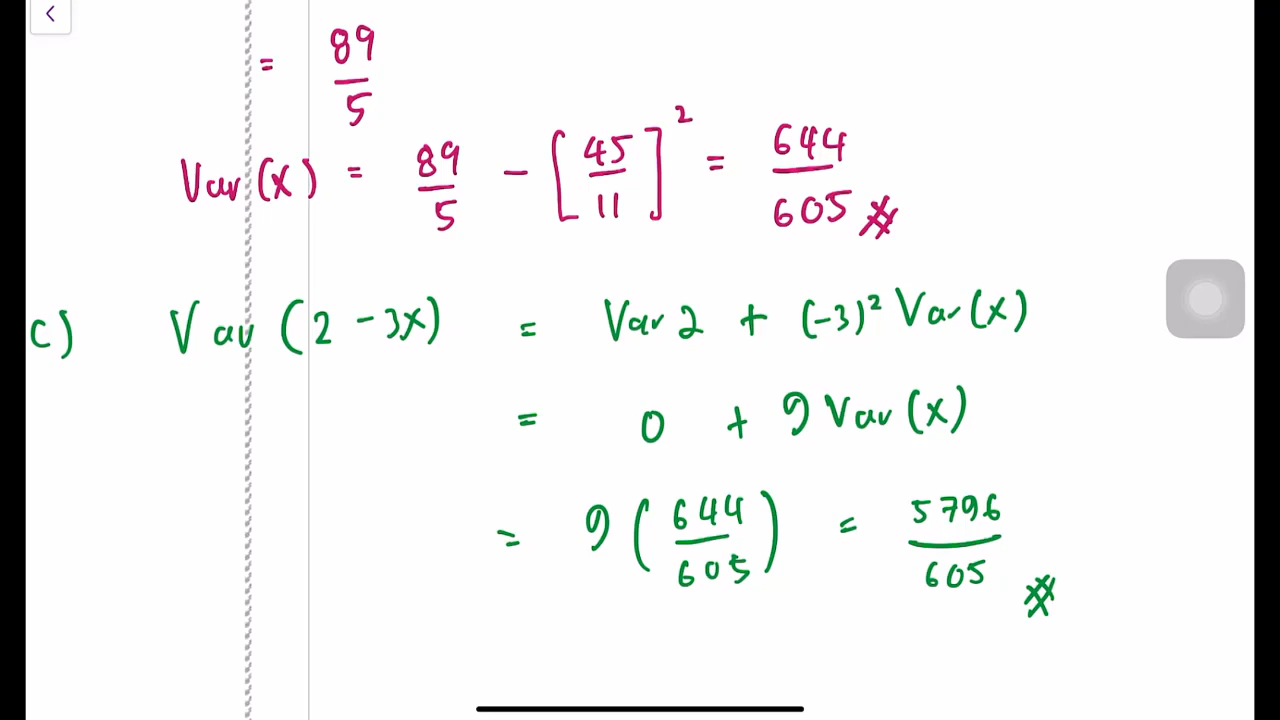 = 89/5
Var(x) = 89/5 - [45/11]² = 644/605 ※
c) Var(2 - 3x) = Var 2 + (-3)² Var(x)
= 0 + 9 Var(x)
= 9(644/605) = 5796/605 ※